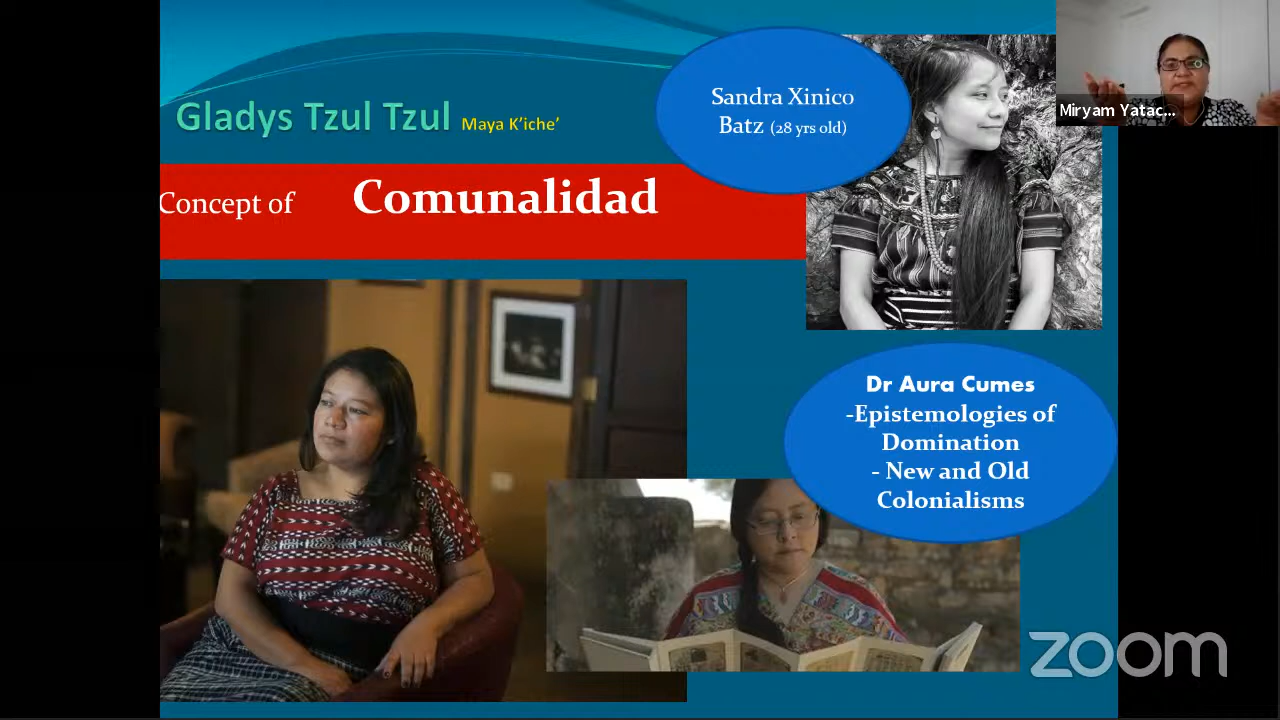 Gladys Tzul Tzul Maya K’iche’
Concept of Comunalidad
Sandra Xinico
Batz (28 yrs old)
Miryam Yatac...
Dr Aura Cumes
-Epistemologies of
Domination
- New and Old
Colonialisms
zoom